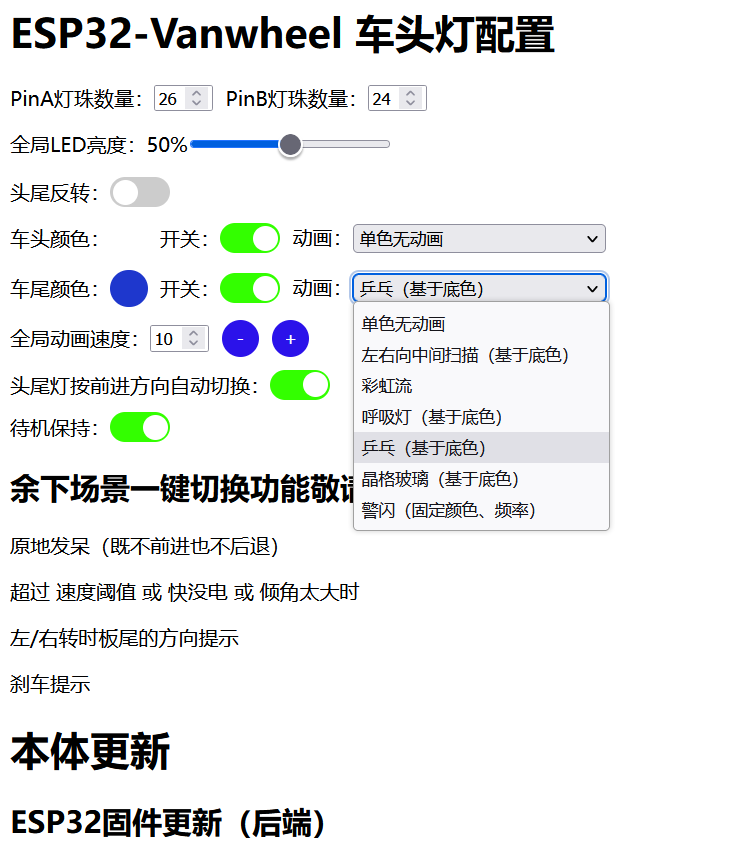 ESP32-Vanwheel 车头灯配置
PinA灯珠数量：26 PinB灯珠数量：24
全局LED亮度：50%
头尾反转：
车头颜色： 开关： 动画：单色无动画
车尾颜色： 开关： 动画：乒乓（基于底色）
单色无动画
全局动画速度：10 - +
左右向中间扫描（基于底色）
头尾灯按前进方向自动切换：
彩虹流
待机保持：
呼吸灯（基于底色）
乒乓（基于底色）
晶格玻璃（基于底色）
警闪（固定颜色、频率）
余下场景一键切换功能敬请
原地发呆（既不前进也不后退）
超过 速度阈值 或 快没电 或 倾角太大时
左/右转时板尾的方向提示
刹车提示
本体更新
ESP32固件更新（后端）